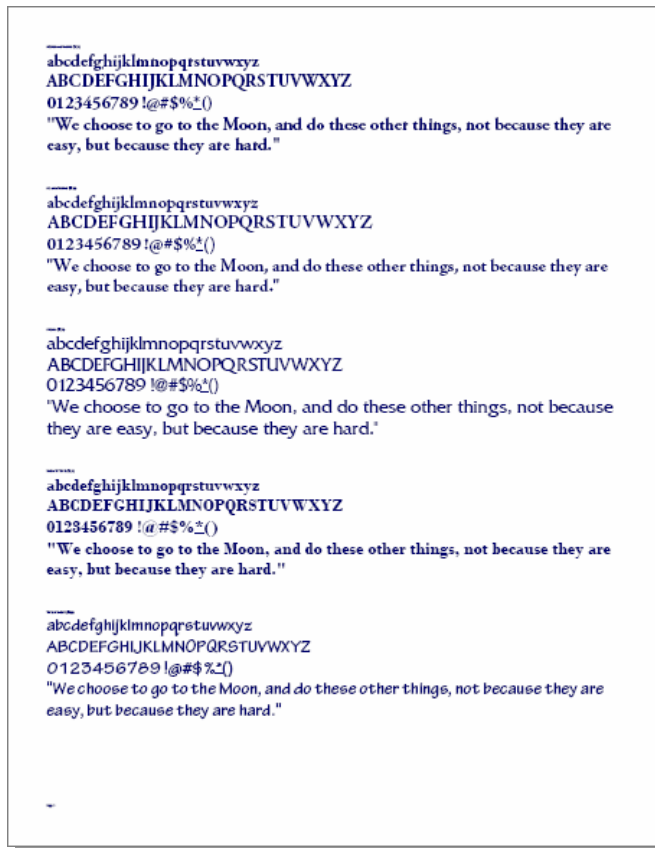 abcdefghijklmnopqrstuvwxyz
ABCDEFGHIJKLMNOPQRSTUVWXYZ
0123456789 !@#$%*()
"We choose to go to the Moon, and do these other things, not because they are
easy, but because they are hard."
abcdefghijklmnopqrstuvwxyz
ABCDEFGHIJKLMNOPQRSTUVWXYZ
0123456789 !@#$%*()
"We choose to go to the Moon, and do these other things, not because they are
easy, but because they are hard."
abcdefghijklmnopqrstuvwxyz
ABCDEFGHIJKLMNOPQRSTUVWXYZ
0123456789 !@#$%*()
"We choose to go to the Moon, and do these other things, not because
they are easy, but because they are hard."
abcdefghijklmnopqrstuvwxyz
ABCDEFGHIJKLMNOPQRSTUVWXYZ
0123456789 !@#$%*()
"We choose to go to the Moon, and do these other things, not because they are
easy, but because they are hard."
abcdefghijklmnopqrstuvwxyz
ABCDEFGHIJKLMNOPQRSTUVWXYZ
0123456789 !@#$%*()
"We choose to go to the Moon, and do these other things, not because they are
easy, but because they are hard."